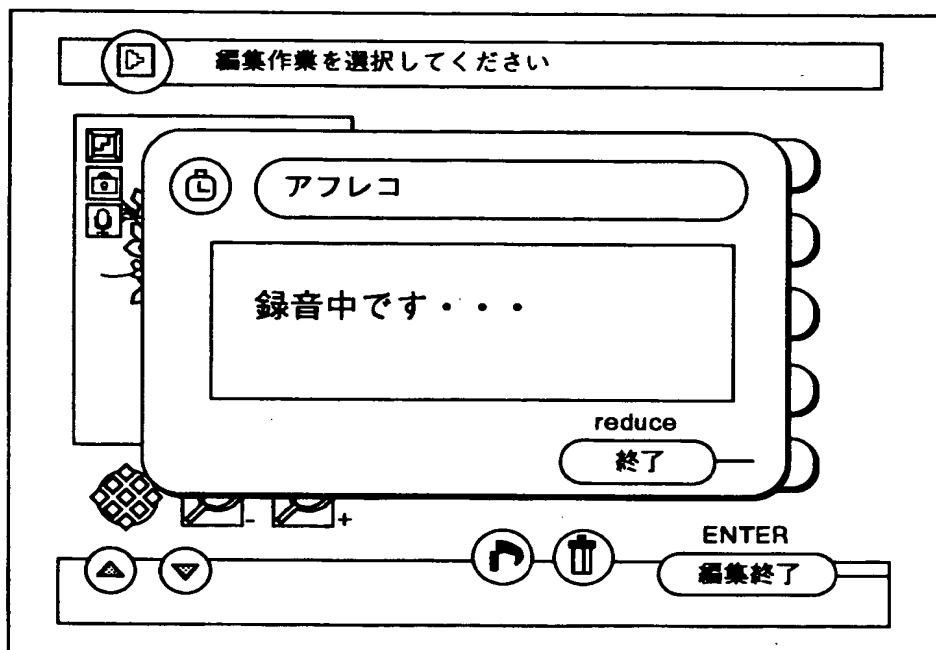 編集作業を選択してください
アフレコ
録音中です・・・
reduce
終了
-
+
ENTER
編集終了